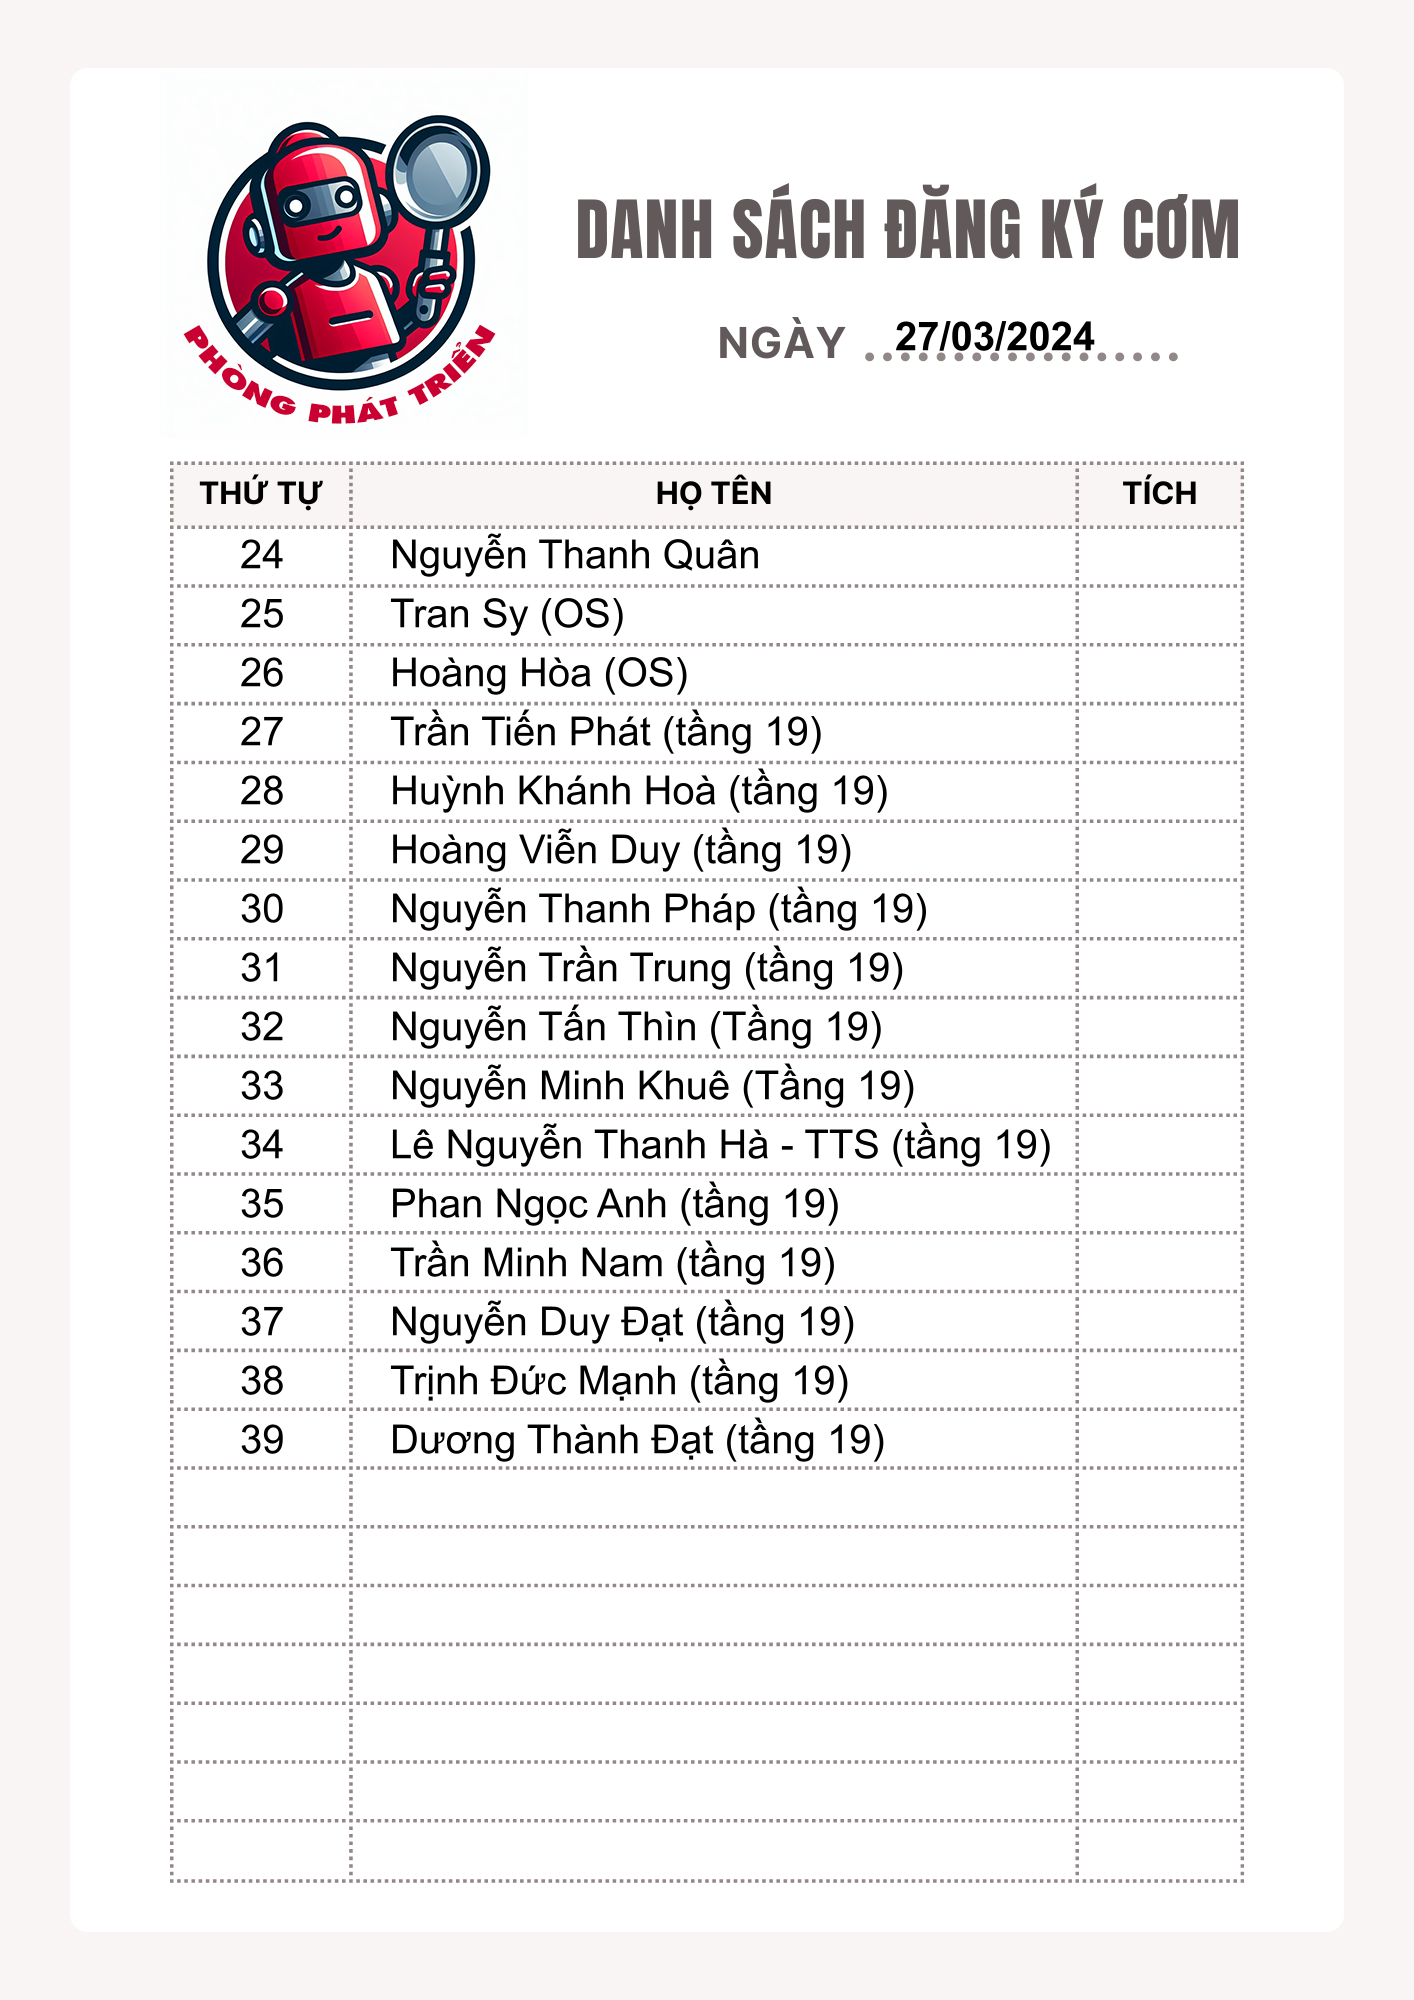 PHÒNG PHÁT TRIỂN
DANH SÁCH ĐĂNG KÝ CƠM
NGÀY 27/03/2024
THỨ TỰ HỌ TÊN TÍCH
24 Nguyễn Thanh Quân
25 Tran Sy (OS)
26 Hoàng Hòa (OS)
27 Trần Tiến Phát (tầng 19)
28 Huỳnh Khánh Hoà (tầng 19)
29 Hoàng Viễn Duy (tầng 19)
30 Nguyễn Thanh Pháp (tầng 19)
31 Nguyễn Trần Trung (tầng 19)
32 Nguyễn Tấn Thìn (Tầng 19)
33 Nguyễn Minh Khuê (Tầng 19)
34 Lê Nguyễn Thanh Hà - TTS (tầng 19)
35 Phan Ngọc Anh (tầng 19)
36 Trần Minh Nam (tầng 19)
37 Nguyễn Duy Đạt (tầng 19)
38 Trịnh Đức Mạnh (tầng 19)
39 Dương Thành Đạt (tầng 19)